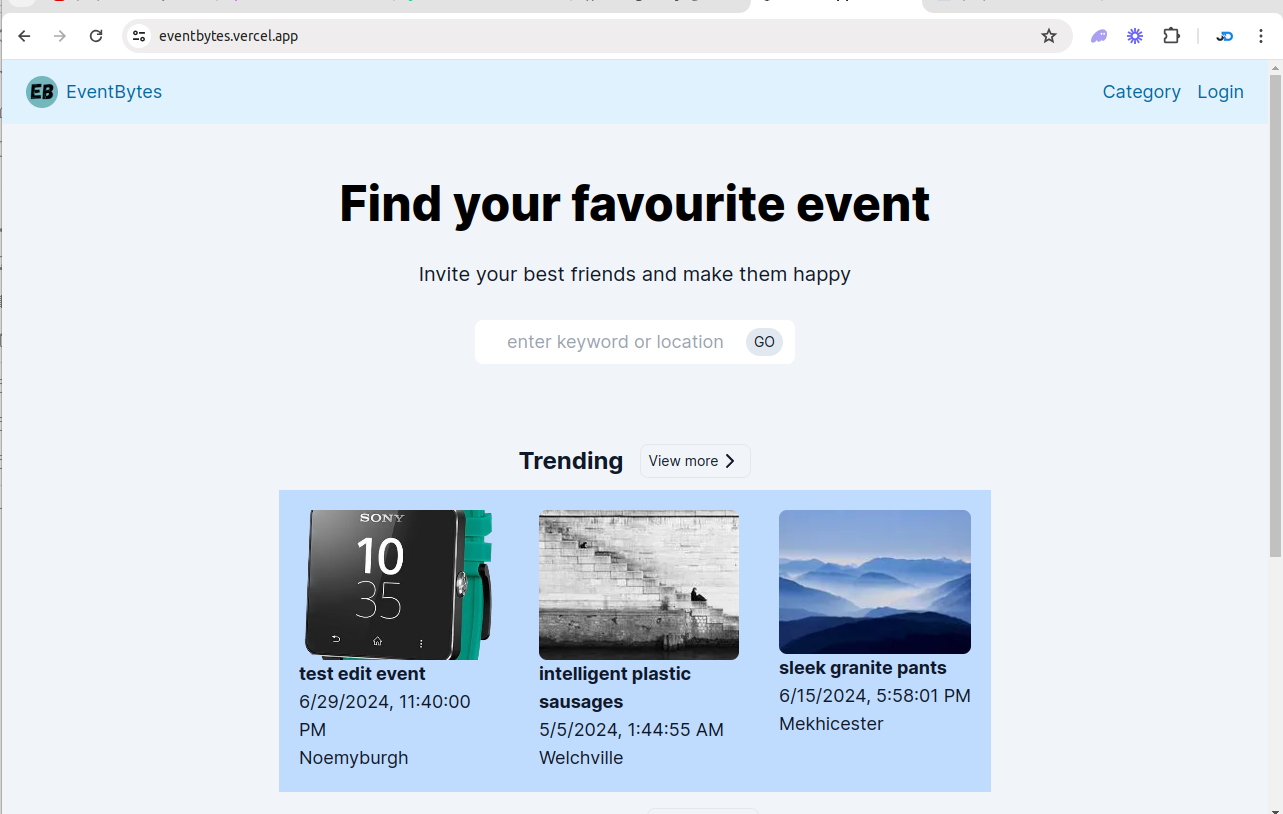 eventbytes.vercel.app
EB EventBytes Category Login
Find your favourite event
Invite your best friends and make them happy
enter keyword or location GO
Trending View more
SONY
10
35
test edit event
6/29/2024, 11:40:00
PM
Noemyburgh
intelligent plastic
sausages
5/5/2024, 1:44:55 AM
Welchville
sleek granite pants
6/15/2024, 5:58:01 PM
Mekhicester